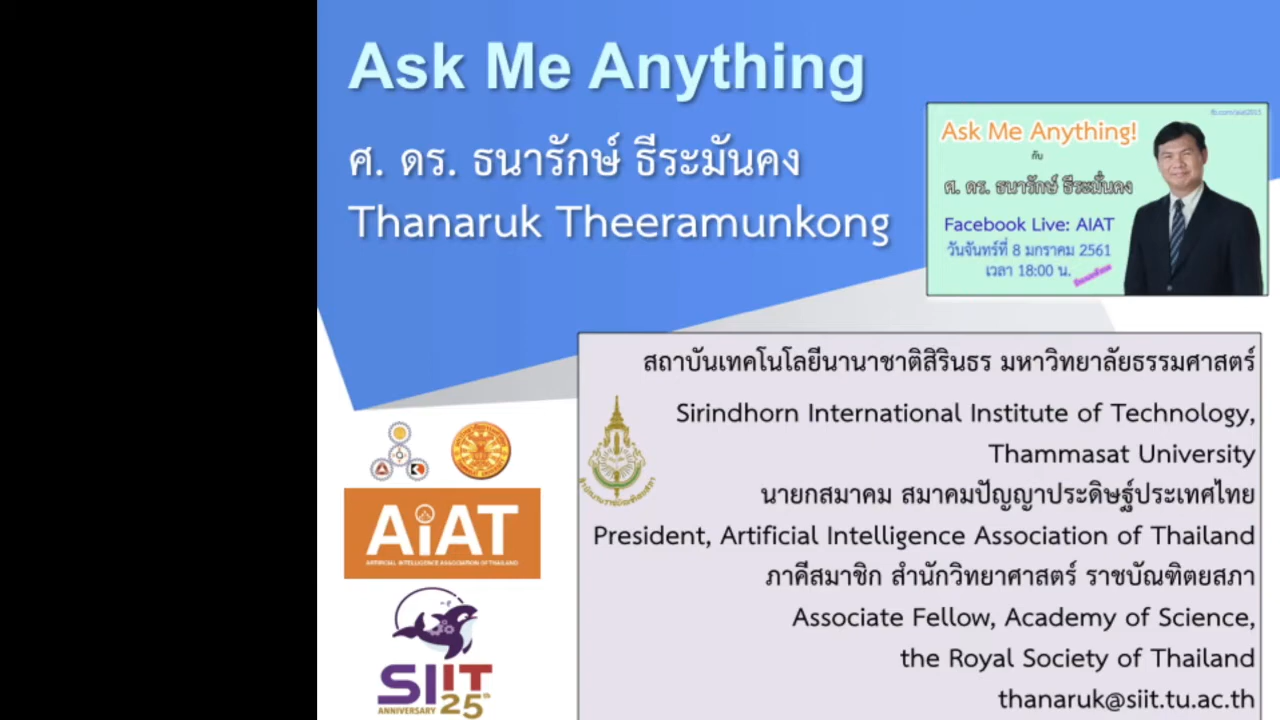 Ask Me Anything
ศ. ดร. ธนารักษ์ ธีระมันคง
Thanaruk Theeramunkong
fb.com/aiat2015
Ask Me Anything!
กับ
ศ. ดร. ธนารักษ์ ธีระมั่นคง
Facebook Live: AIAT
วันจันทร์ที่ 8 มกราคม 2561
เวลา 18:00 น.
สถาบันเทคโนโลยีนานาชาติสิรินธร มหาวิทยาลัยธรรมศาสตร์
Sirindhorn International Institute of Technology,
Thammasat University
นายกสมาคม สมาคมปัญญาประดิษฐ์ประเทศไทย
President, Artificial Intelligence Association of Thailand
ภาคีสมาชิก สำนักวิทยาศาสตร์ ราชบัณฑิตยสภา
Associate Fellow, Academy of Science,
the Royal Society of Thailand
thanaruk@siit.tu.ac.th
AiAT
ARTIFICIAL INTELLIGENCE ASSOCIATION OF THAILAND
SIIT
ANNIVERSARY 25th